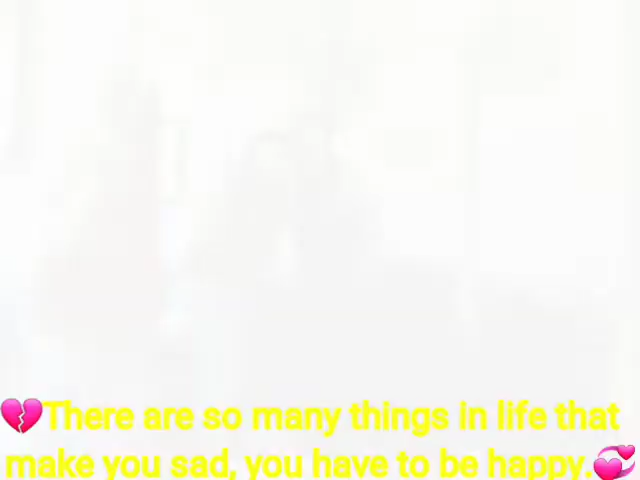 💔There are so many things in life that
make you sad, you have to be happy.💞